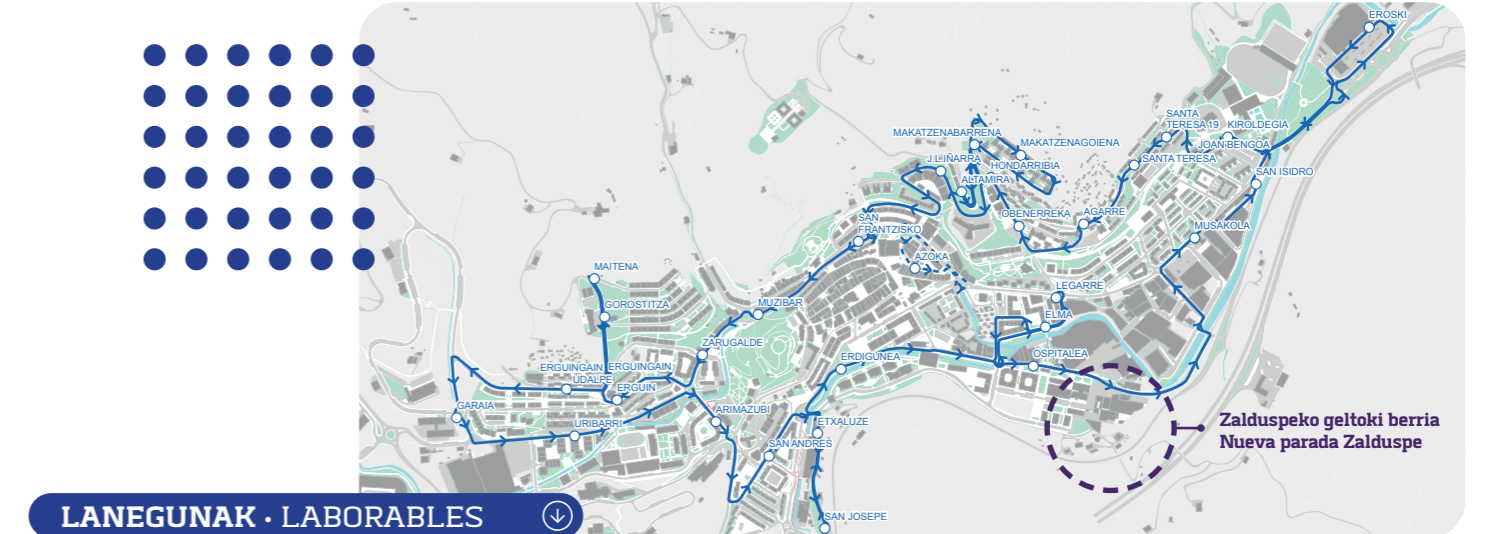 EROSKI
SANTA
TERESA 19
KIROLDEGIA
MAKATZENABARRENA
MAKATZENAGOIENA
JOAN BENGOA
J.L.IÑARRA
HONDARRIBIA
SANTA TERESA
SAN ISIDRO
ALTAMIRA
SAN
FRANTZISKO
OBENERREKA
AGARRE
MUSAKOLA
AZOKA
MAITENA
LEGARRE
GOROSTITZA
MUZIBAR
ELMA
ZARUGALDE
ERDIGUNEA
OSPITALEA
ERGUINGAIN
ERGUINGAIN
UDALPE
ERGUIN
GARAIA
ARIMAZUBI
URIBARRI
ETXALUZE
SAN ANDRES
Zalduspeko geltoki berria
Nueva parada Zalduspe
SAN JOSEPE
LANEGUNAK · LABORABLES